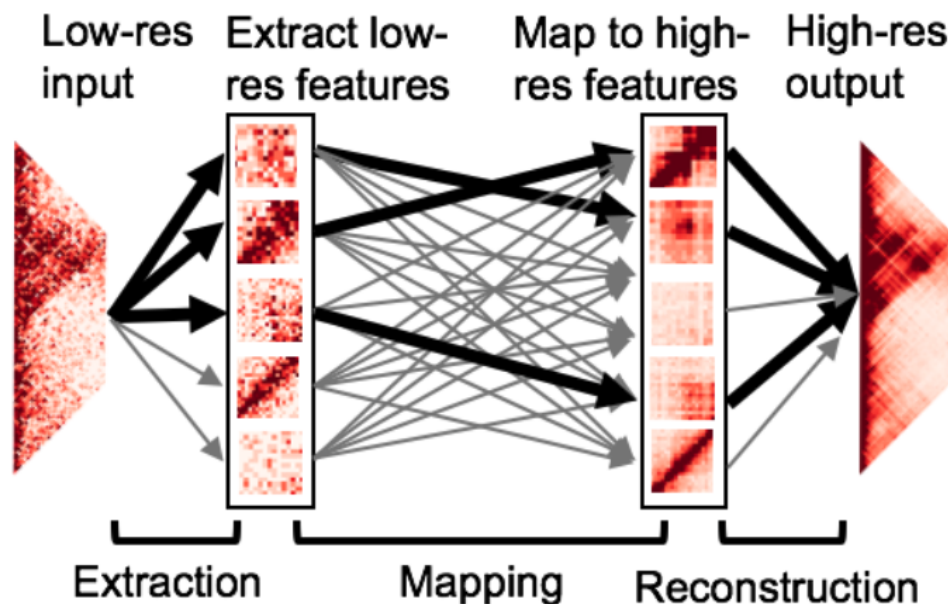 Low-res
input
Extract low-
res features
Map to high-
res features
High-res
output
Extraction
Mapping
Reconstruction